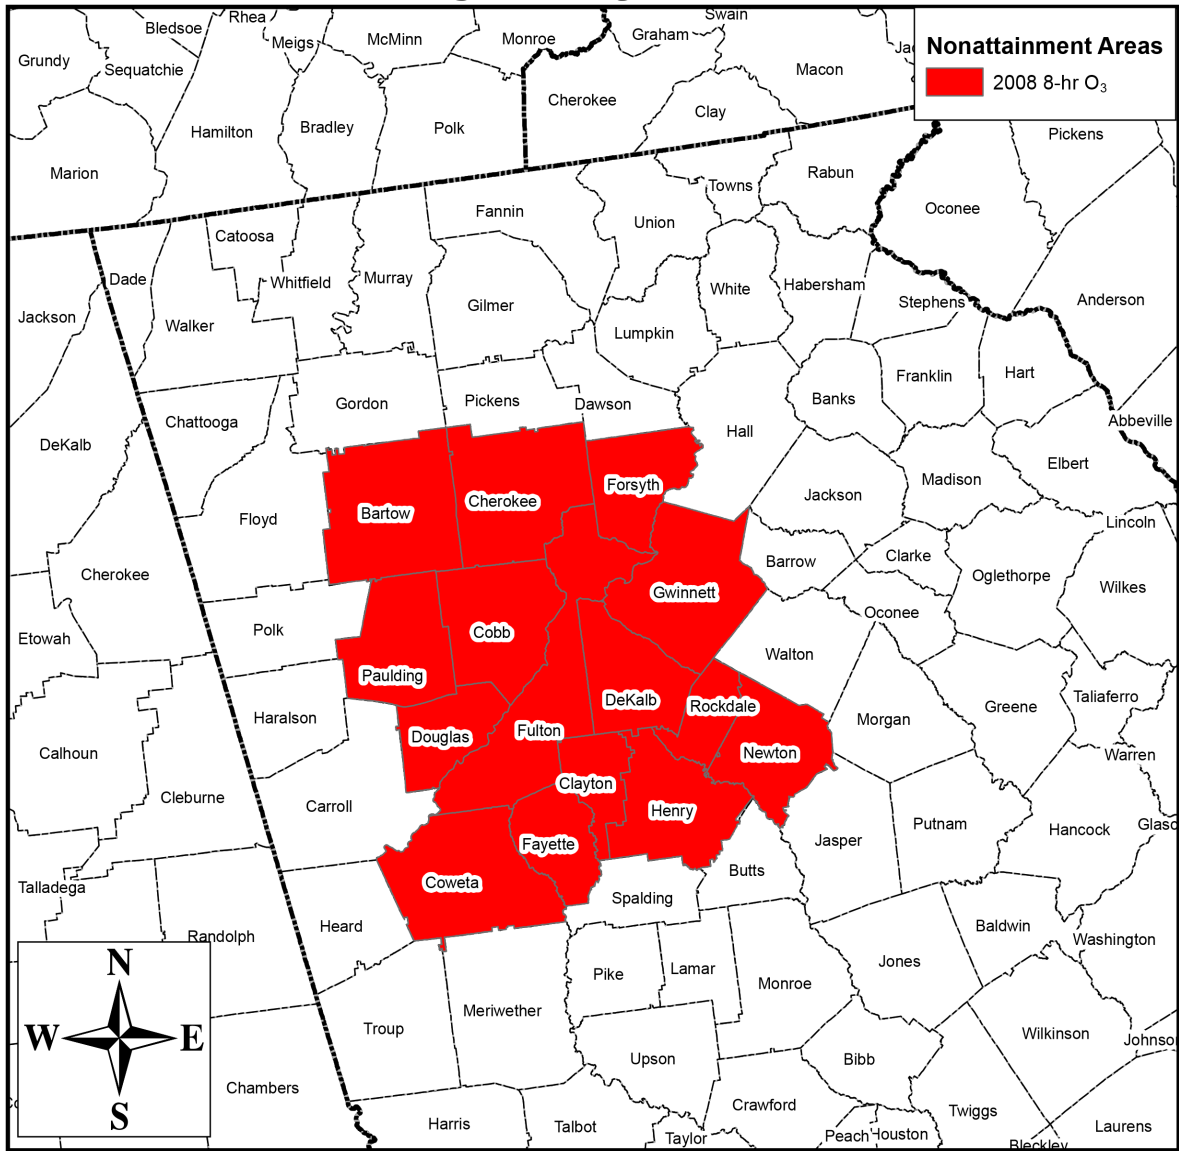 Nonattainment Areas
2008 8-hr O₃
Bledsoe
Rhea
Meigs
McMinn
Monroe
Graham
Swain
Grundy
Sequatchie
Macon
Cherokee
Clay
Hamilton
Bradley
Polk
Pickens
Marion
Rabun
Towns
Oconee
Fannin
Union
Catoosa
Dade
Whitfield
Murray
White
Habersham
Stephens
Anderson
Gilmer
Jackson
Walker
Lumpkin
Franklin
Hart
Gordon
Pickens
Dawson
Banks
Chattooga
Abbeville
Hall
DeKalb
Elbert
Madison
Forsyth
Cherokee
Jackson
Bartow
Floyd
Lincoln
Clarke
Barrow
Cherokee
Oglethorpe
Wilkes
Gwinnett
Oconee
Polk
Cobb
Etowah
Walton
Paulding
Taliaferro
DeKalb
Rockdale
Greene
Haralson
Morgan
Fulton
Douglas
Calhoun
Newton
Warren
Clayton
Cleburne
Carroll
Henry
Putnam
Hancock
Glasc
Jasper
Fayette
Butts
Coweta
Talladega
Spalding
Heard
Baldwin
Randolph
Washington
Jones
Pike
Lamar
Monroe
Meriwether
Troup
Wilkinson
Johnson
Upson
Bibb
Chambers
Crawford
Twiggs
Harris
Talbot
Taylor
Peach
Houston
Laurens
Bleckley
N
W
E
S